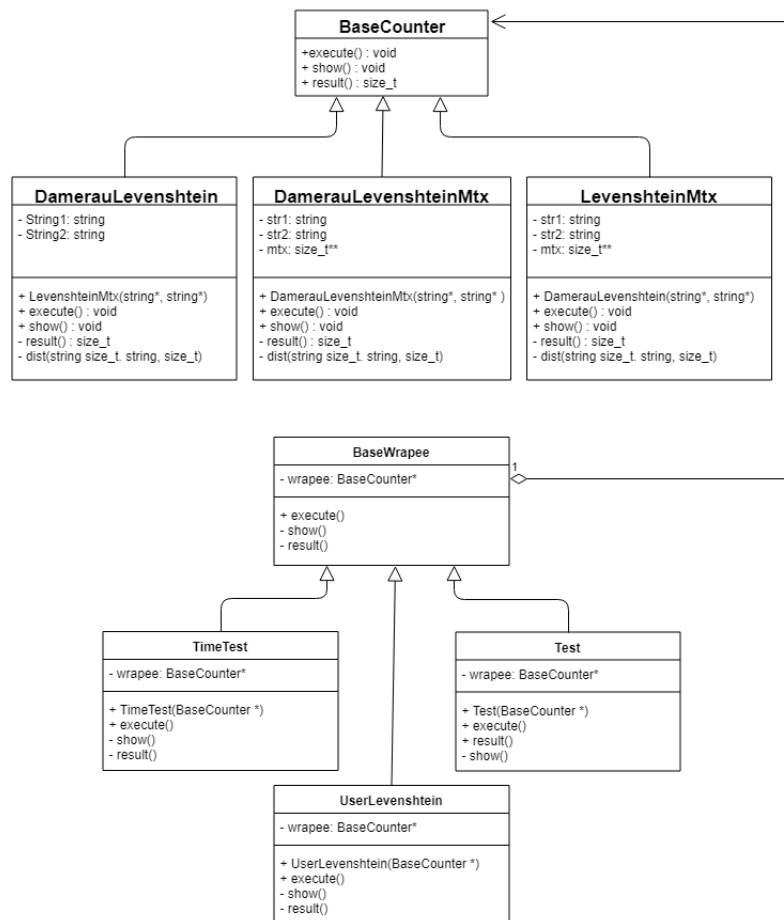 BaseCounter
+execute() : void
+ show() : void
+ result() : size_t
DamerauLevenshtein
- String1: string
- String2: string
+ LevenshteinMtx(string*, string*)
+ execute() : void
+ show() : void
- result() : size_t
- dist(string size_t. string, size_t)
DamerauLevenshteinMtx
- str1: string
- str2: string
- mtx: size_t**
+ DamerauLevenshteinMtx(string*, string* )
+ execute() : void
+ show() : void
- result() : size_t
- dist(string size_t. string, size_t)
LevenshteinMtx
- str1: string
- str2: string
- mtx: size_t**
+ DamerauLevenshtein(string*, string*)
+ execute() : void
+ show() : void
- result() : size_t
- dist(string size_t. string, size_t)
BaseWrapee
- wrapee: BaseCounter*
1
+ execute()
- show()
- result()
TimeTest
- wrapee: BaseCounter*
+ TimeTest(BaseCounter *)
+ execute()
- show()
- result()
Test
- wrapee: BaseCounter*
+ Test(BaseCounter *)
+ execute()
+ result()
- show()
UserLevenshtein
- wrapee: BaseCounter*
+ UserLevenshtein(BaseCounter *)
+ execute()
- show()
- result()